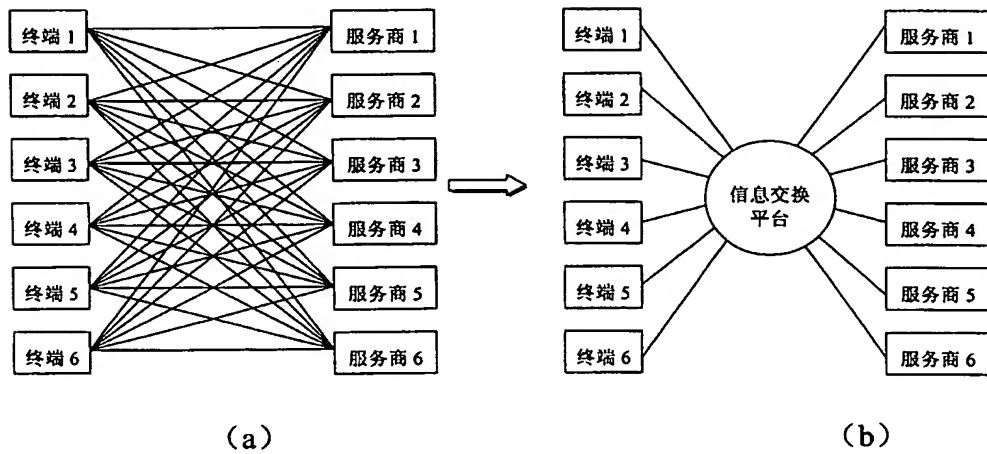 终端 1
终端 2
终端 3
终端 4
终端 5
终端 6
服务商 1
服务商 2
服务商 3
服务商 4
服务商 5
服务商 6
(a)
终端 1
终端 2
终端 3
终端 4
终端 5
终端 6
信息交换
平台
服务商 1
服务商 2
服务商 3
服务商 4
服务商 5
服务商 6
(b)